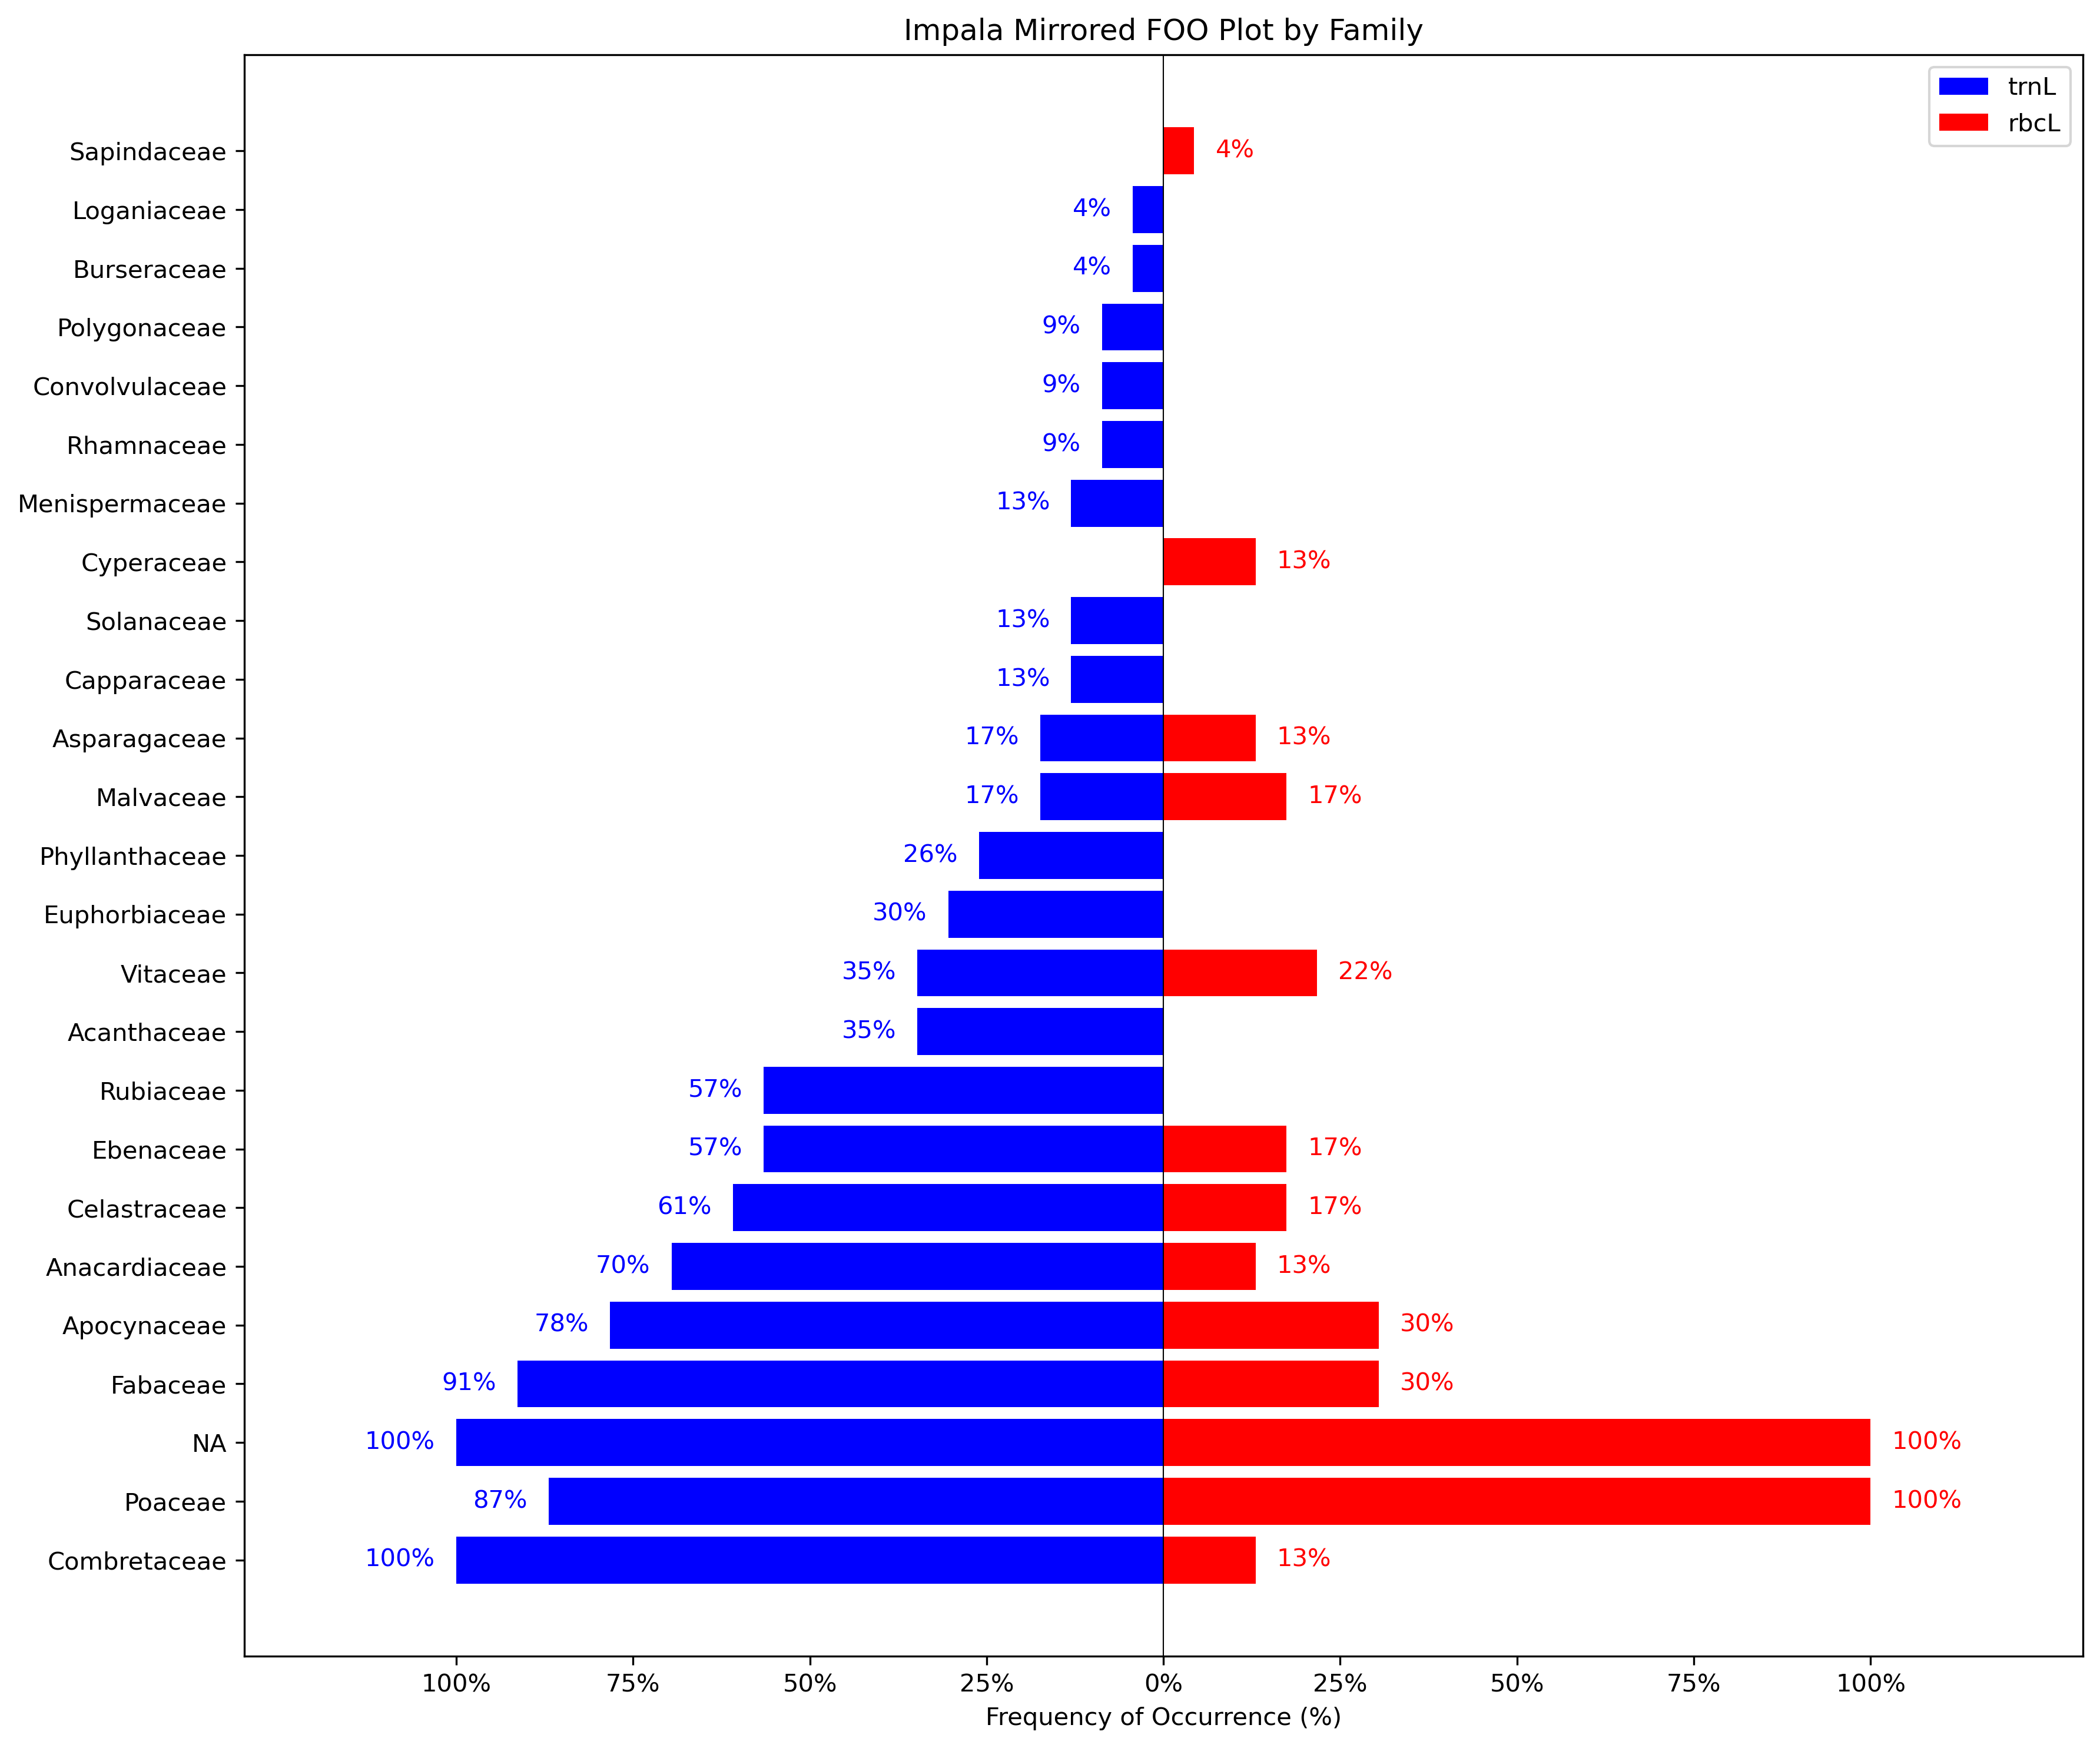 Impala Mirrored FOO Plot by Family
trnL
rbcL
Sapindaceae 4%
Loganiaceae 4%
Burseraceae 4%
Polygonaceae 9%
Convolvulaceae 9%
Rhamnaceae 9%
Menispermaceae 13%
Cyperaceae 13%
Solanaceae 13%
Capparaceae 13%
Asparagaceae 17% 13%
Malvaceae 17% 17%
Phyllanthaceae 26%
Euphorbiaceae 30%
Vitaceae 35% 22%
Acanthaceae 35%
Rubiaceae 57%
Ebenaceae 57% 17%
Celastraceae 61% 17%
Anacardiaceae 70% 13%
Apocynaceae 78% 30%
Fabaceae 91% 30%
NA 100% 100%
Poaceae 87% 100%
Combretaceae 100% 13%
100% 75% 50% 25% 0% 25% 50% 75% 100%
Frequency of Occurrence (%)